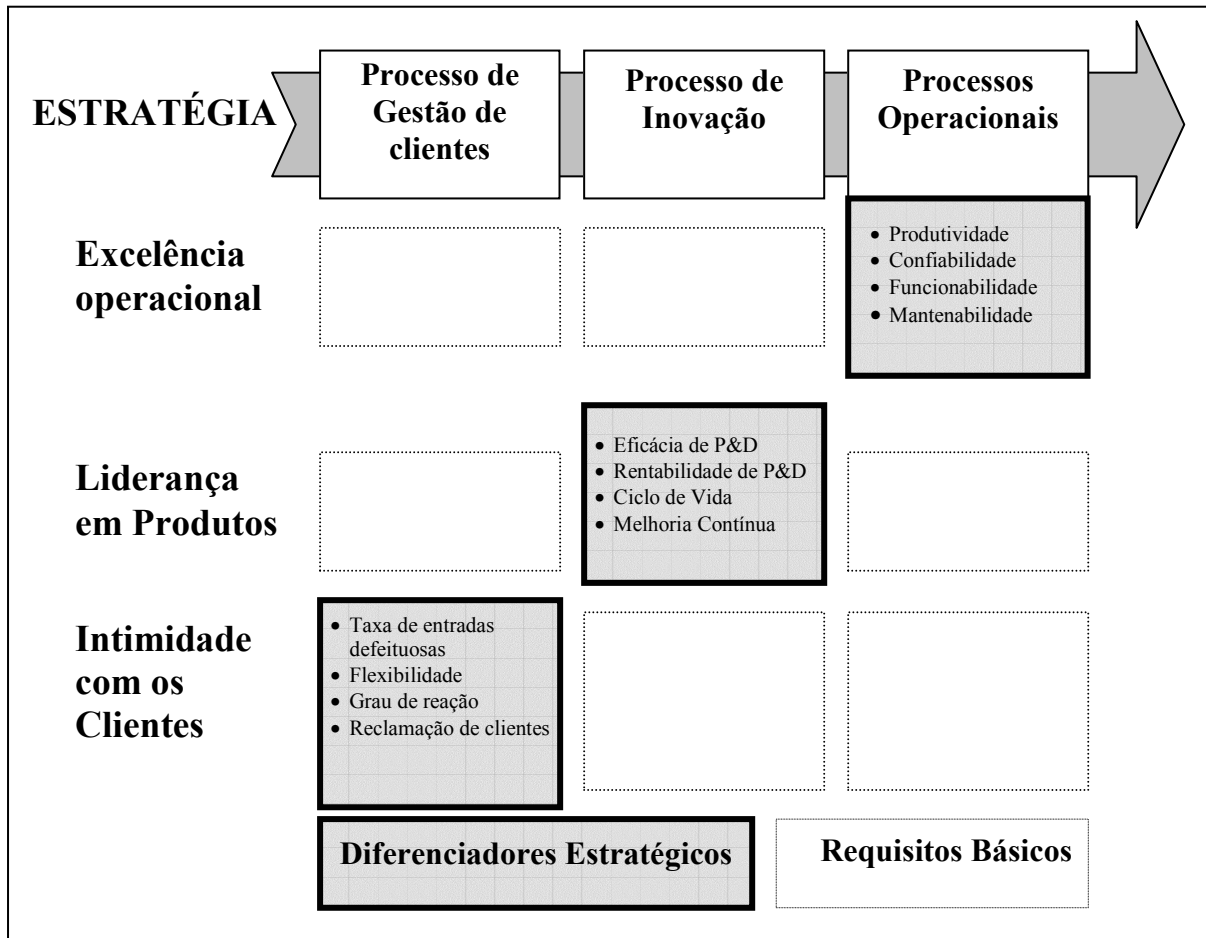 ESTRATÉGIA
Processo de
Gestão de
clientes
Processo de
Inovação
Processos
Operacionais
Excelência
operacional
• Produtividade
• Confiabilidade
• Funcionabilidade
• Mantenabilidade
Liderança
em Produtos
• Eficácia de P&D
• Rentabilidade de P&D
• Ciclo de Vida
• Melhoria Contínua
Intimidade
com os
Clientes
• Taxa de entradas
defeituosas
• Flexibilidade
• Grau de reação
• Reclamação de clientes
Diferenciadores Estratégicos
Requisitos Básicos